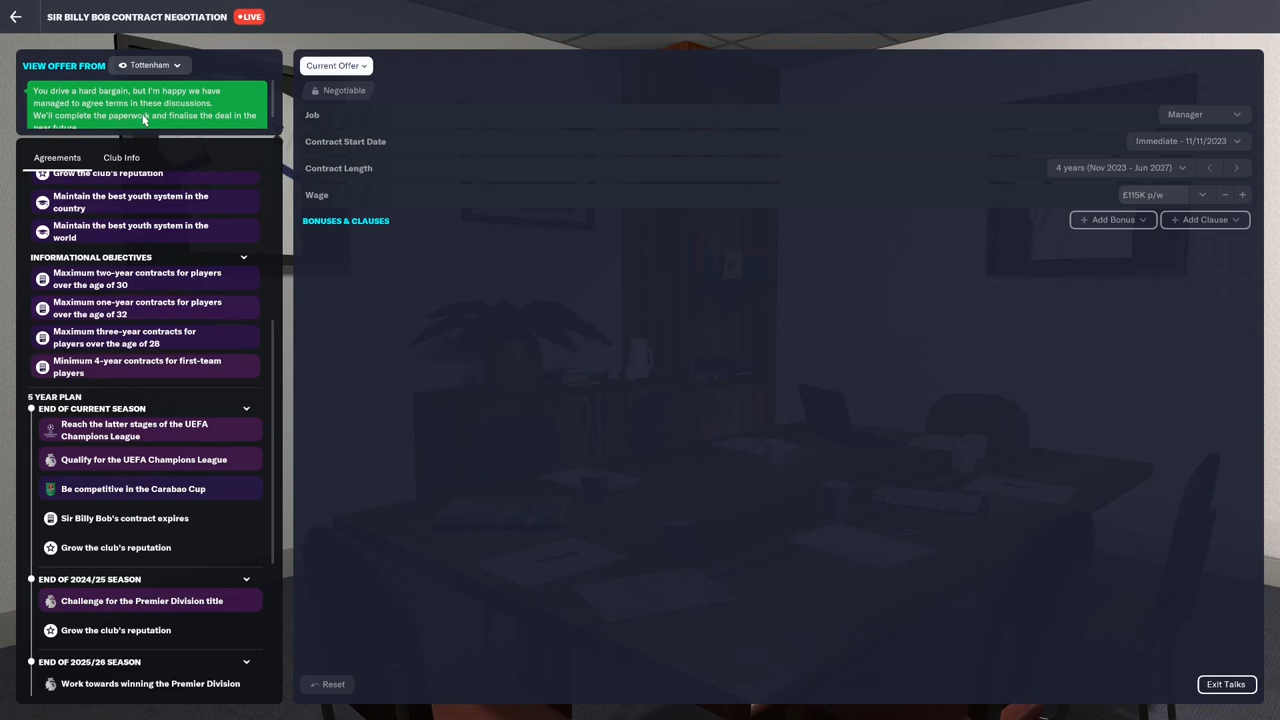 SIR BILLY BOB CONTRACT NEGOTIATION
LIVE
VIEW OFFER FROM
Tottenham
You drive a hard bargain, but I'm happy we have
managed to agree terms in these discussions.
We'll complete the paperwork and finalise the deal in the
near future.
Agreements
Club Info
Grow the club's reputation
Maintain the best youth system in the
country
Maintain the best youth system in the
world
INFORMATIONAL OBJECTIVES
Maximum two-year contracts for players
over the age of 30
Maximum one-year contracts for players
over the age of 32
Maximum three-year contracts for
players over the age of 28
Minimum 4-year contracts for first-team
players
5 YEAR PLAN
END OF CURRENT SEASON
Reach the latter stages of the UEFA
Champions League
Qualify for the UEFA Champions League
Be competitive in the Carabao Cup
Sir Billy Bob's contract expires
Grow the club's reputation
END OF 2024/25 SEASON
Challenge for the Premier Division title
Grow the club's reputation
END OF 2025/26 SEASON
Work towards winning the Premier Division
Current Offer
Negotiable
Job
Manager
Contract Start Date
Immediate - 11/11/2023
Contract Length
4 years (Nov 2023 - Jun 2027)
Wage
£115K p/w
BONUSES & CLAUSES
Add Bonus
Add Clause
Reset
Exit Talks